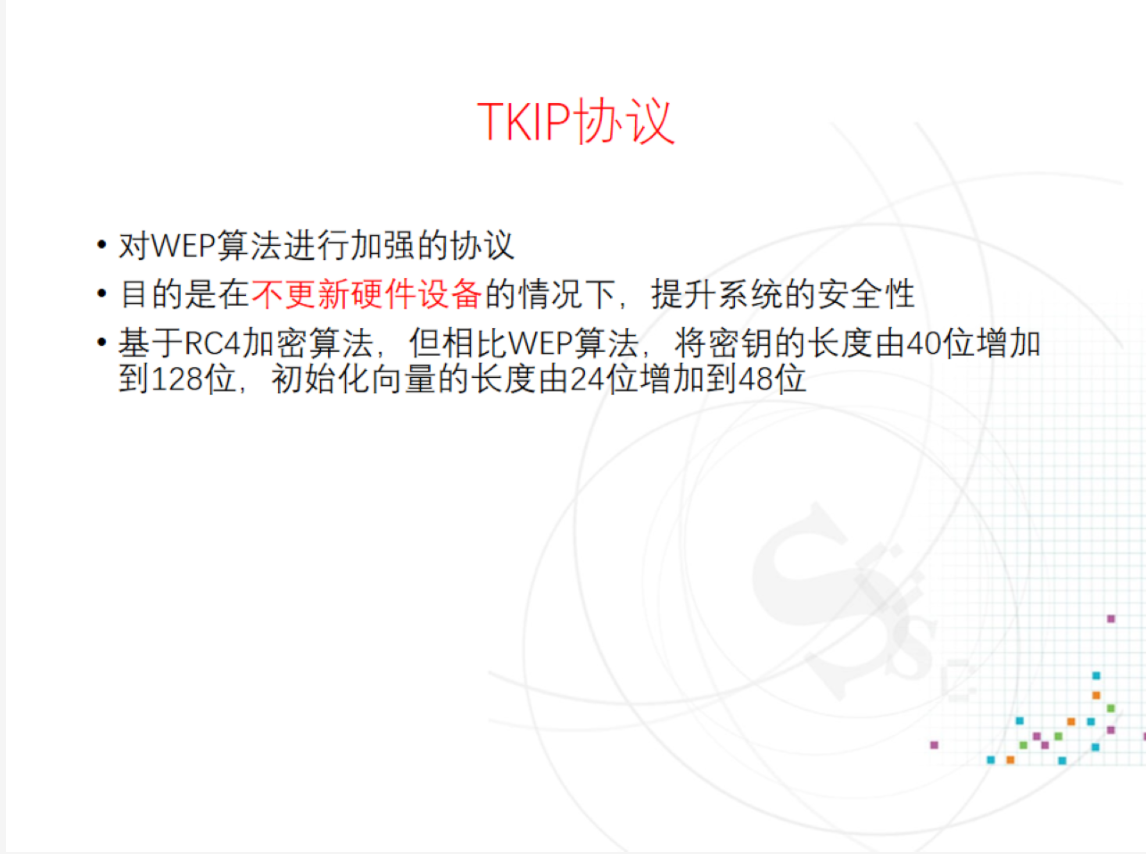 TKIP协议
• 对WEP算法进行加强的协议
• 目的是在不更新硬件设备的情况下，提升系统的安全性
• 基于RC4加密算法，但相比WEP算法，将密钥的长度由40位增加
到128位，初始化向量的长度由24位增加到48位
SSC